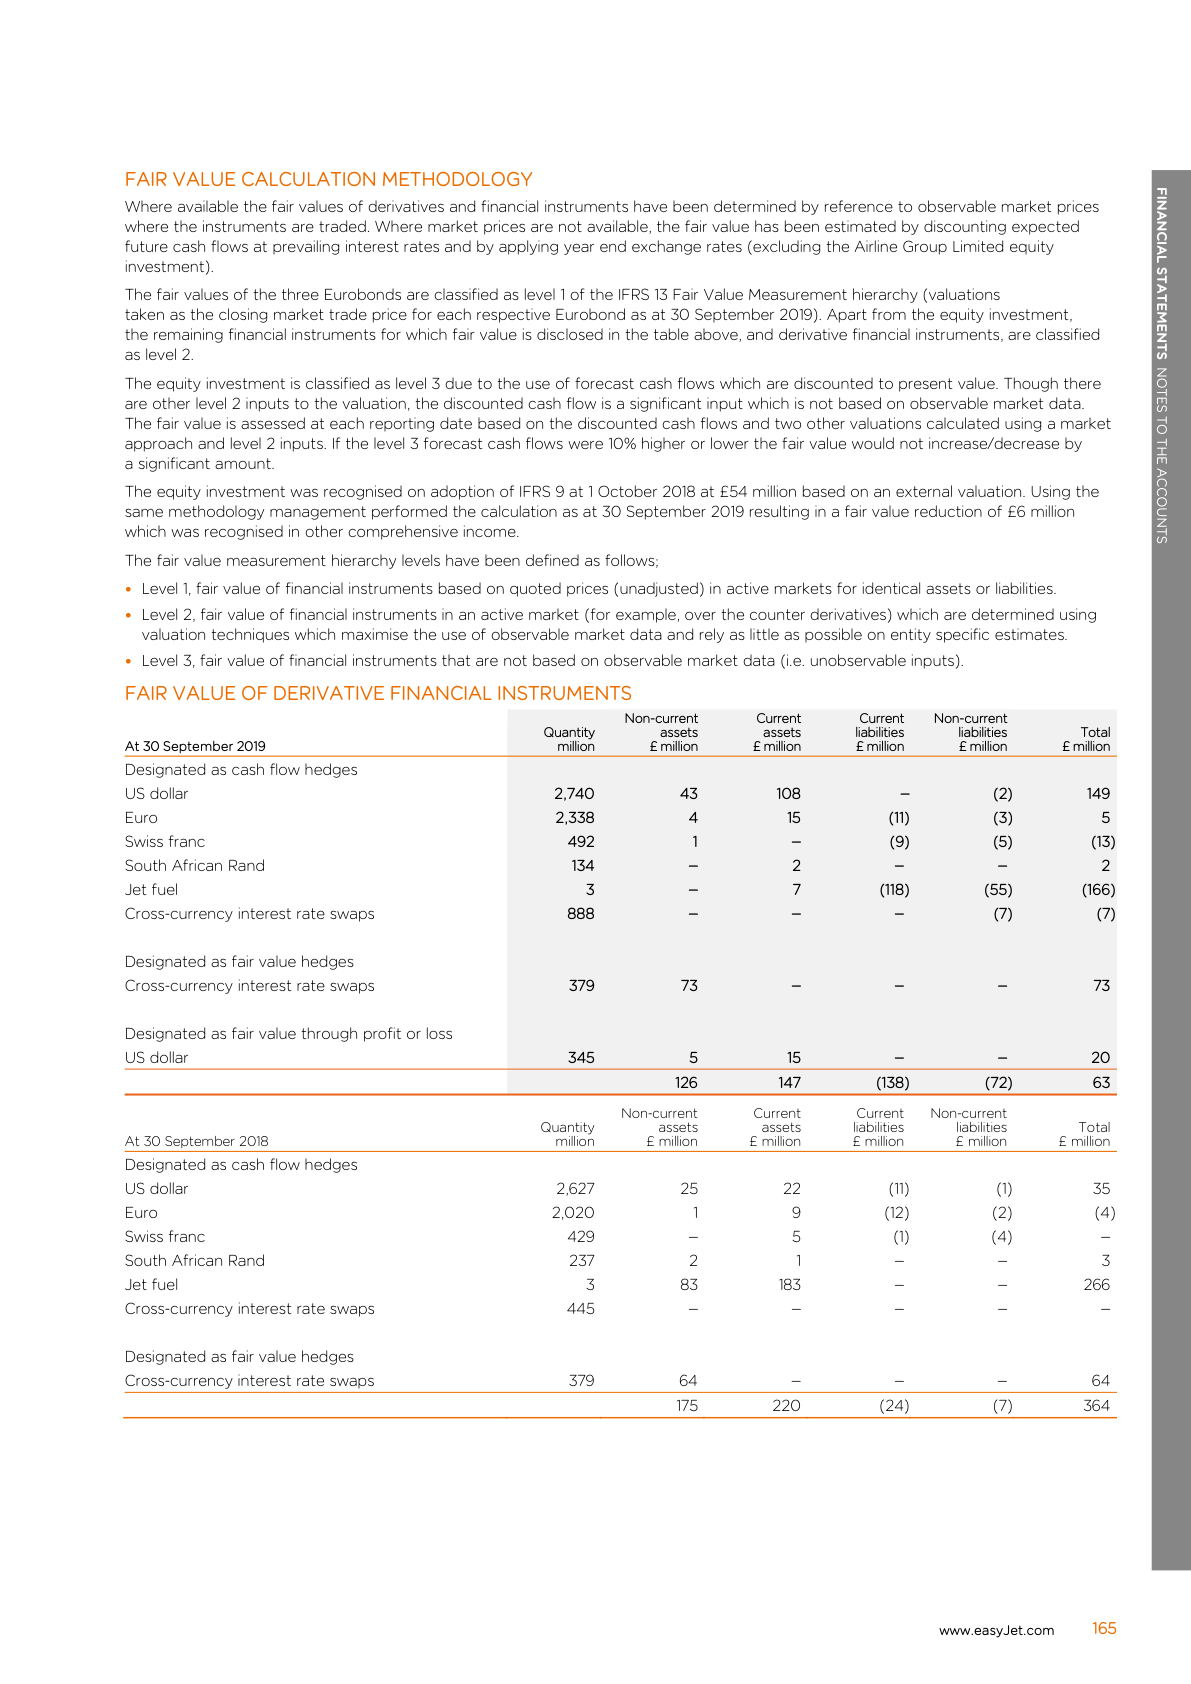 FAIR VALUE CALCULATION METHODOLOGY
Where available the fair values of derivatives and financial instruments have been determined by reference to observable market prices
where the instruments are traded. Where market prices are not available, the fair value has been estimated by discounting expected
future cash flows at prevailing interest rates and by applying year end exchange rates (excluding the Airline Group Limited equity
investment).
The fair values of the three Eurobonds are classified as level 1 of the IFRS 13 Fair Value Measurement hierarchy (valuations
taken as the closing market trade price for each respective Eurobond as at 30 September 2019). Apart from the equity investment,
the remaining financial instruments for which fair value is disclosed in the table above, and derivative financial instruments, are classified
as level 2.
The equity investment is classified as level 3 due to the use of forecast cash flows which are discounted to present value. Though there
are other level 2 inputs to the valuation, the discounted cash flow is a significant input which is not based on observable market data.
The fair value is assessed at each reporting date based on the discounted cash flows and two other valuations calculated using a market
approach and level 2 inputs. If the level 3 forecast cash flows were 10% higher or lower the fair value would not increase/decrease by
a significant amount.
The equity investment was recognised on adoption of IFRS 9 at 1 October 2018 at £54 million based on an external valuation. Using the
same methodology management performed the calculation as at 30 September 2019 resulting in a fair value reduction of £6 million
which was recognised in other comprehensive income.
The fair value measurement hierarchy levels have been defined as follows;
• Level 1, fair value of financial instruments based on quoted prices (unadjusted) in active markets for identical assets or liabilities.
• Level 2, fair value of financial instruments in an active market (for example, over the counter derivatives) which are determined using
valuation techniques which maximise the use of observable market data and rely as little as possible on entity specific estimates.
• Level 3, fair value of financial instruments that are not based on observable market data (i.e. unobservable inputs).
FAIR VALUE OF DERIVATIVE FINANCIAL INSTRUMENTS
Non-current Current Current Non-current
Quantity assets assets liabilities liabilities Total
At 30 September 2019 million £ million £ million £ million £ million £ million
Designated as cash flow hedges
US dollar 2,740 43 108 – (2) 149
Euro 2,338 4 15 (11) (3) 5
Swiss franc 492 1 – (9) (5) (13)
South African Rand 134 – 2 – – 2
Jet fuel 3 – 7 (118) (55) (166)
Cross-currency interest rate swaps 888 – – – (7) (7)
Designated as fair value hedges
Cross-currency interest rate swaps 379 73 – – – 73
Designated as fair value through profit or loss
US dollar 345 5 15 – – 20
126 147 (138) (72) 63
Non-current Current Current Non-current
Quantity assets assets liabilities liabilities Total
At 30 September 2018 million £ million £ million £ million £ million £ million
Designated as cash flow hedges
US dollar 2,627 25 22 (11) (1) 35
Euro 2,020 1 9 (12) (2) (4)
Swiss franc 429 – 5 (1) (4) –
South African Rand 237 2 1 – – 3
Jet fuel 3 83 183 – – 266
Cross-currency interest rate swaps 445 – – – – –
Designated as fair value hedges
Cross-currency interest rate swaps 379 64 – – – 64
175 220 (24) (7) 364
FINANCIAL STATEMENTS NOTES TO THE ACCOUNTS
www.easyJet.com 165